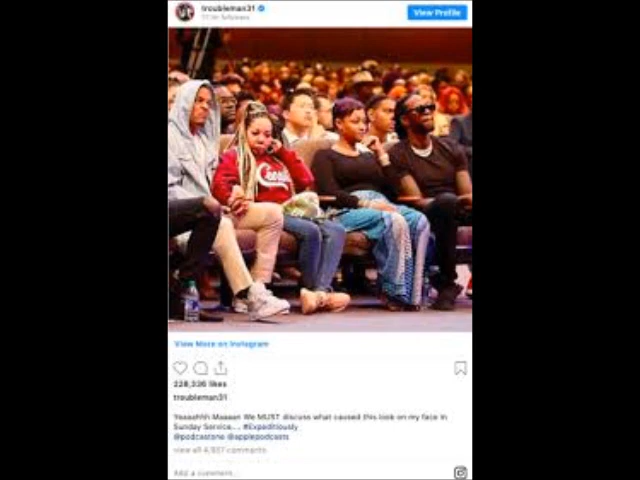 troubleman31
View Profile
View More on Instagram
228,336 likes
troubleman31
Yeaaahhh Maaaan We MUST discuss what caused this look on my face in
Sunday Service... #Expeditiously
@podcastone @applepodcasts
view all 4,937 comments
Add a comment...